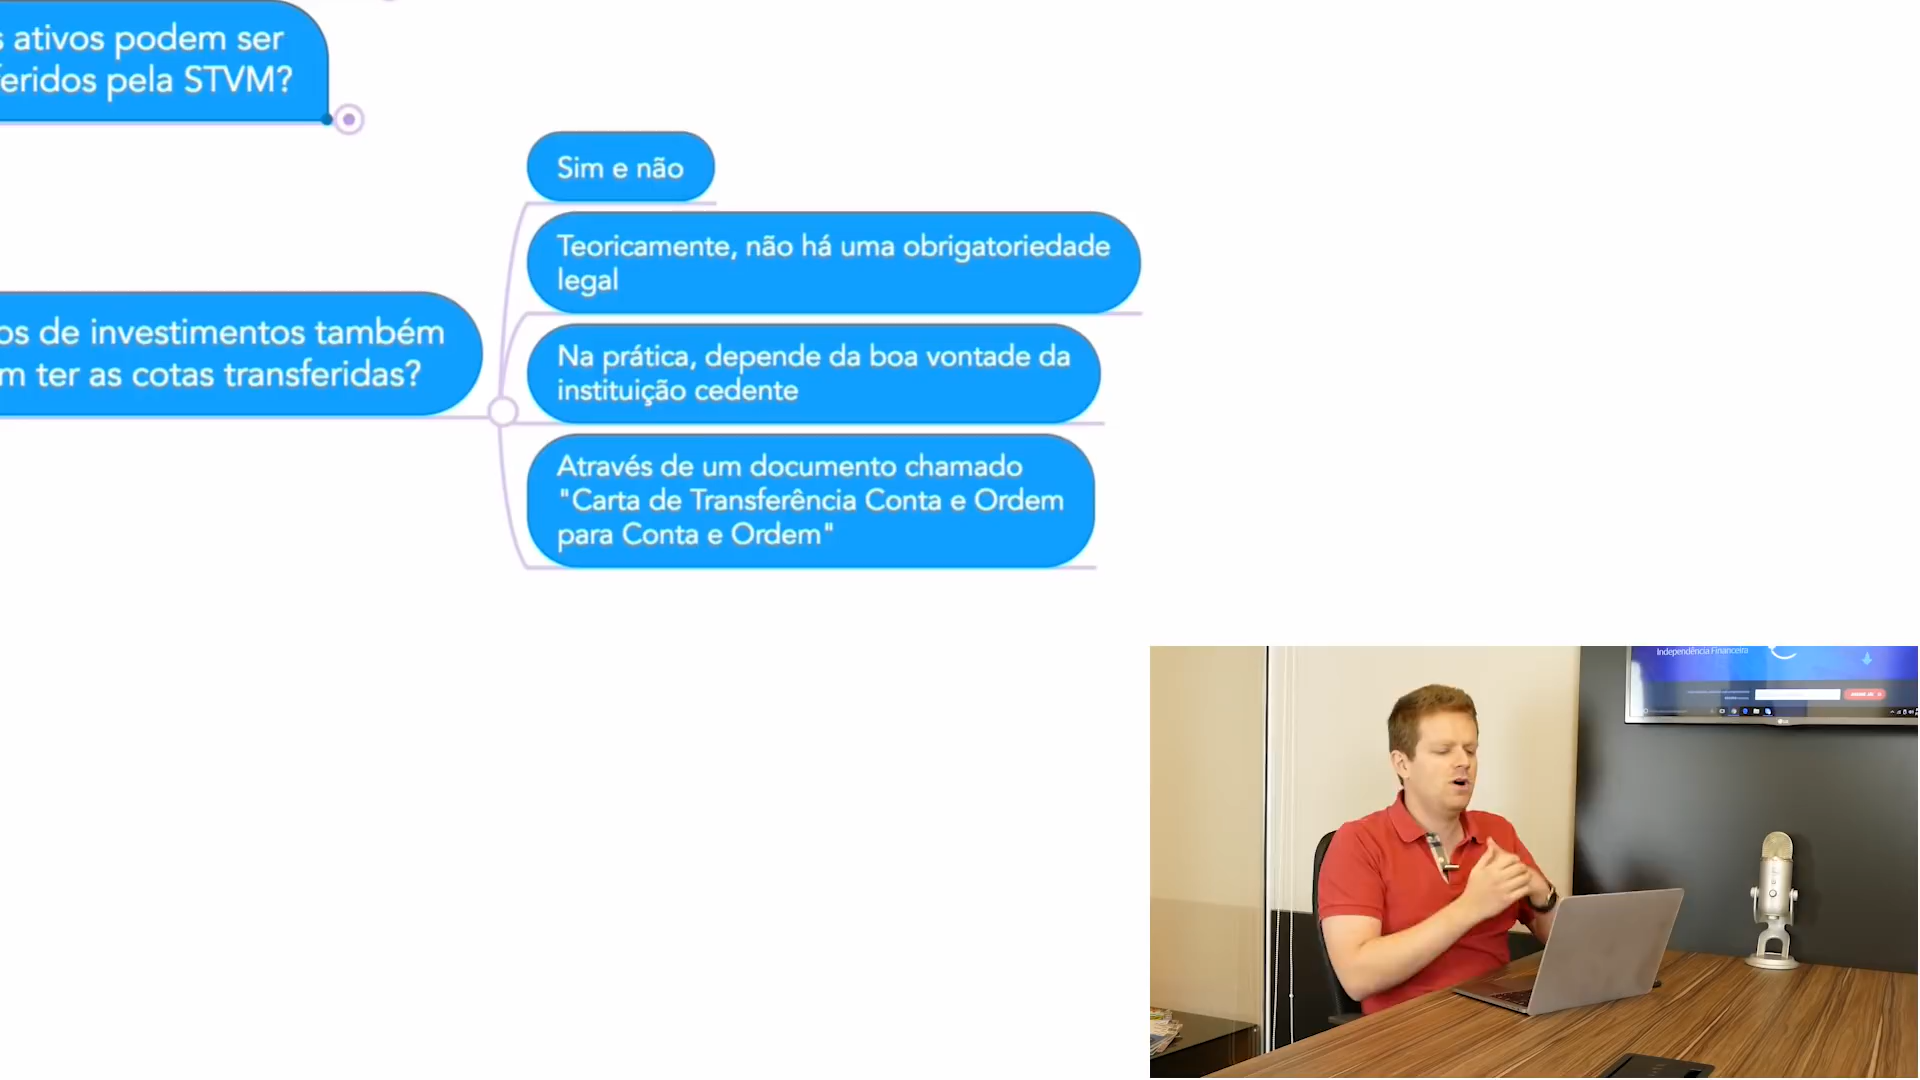 ativos podem ser
pela STVM?
Sim e não
Teoricamente, não há uma obrigatoriedade
legal
de investimentos também
ter as cotas transferidas?
Na prática, depende da boa vontade da
instituição cedente
Através de um documento chamado
"Carta de Transferência Conta e Ordem
para Conta e Ordem"
Independência Financeira
LG